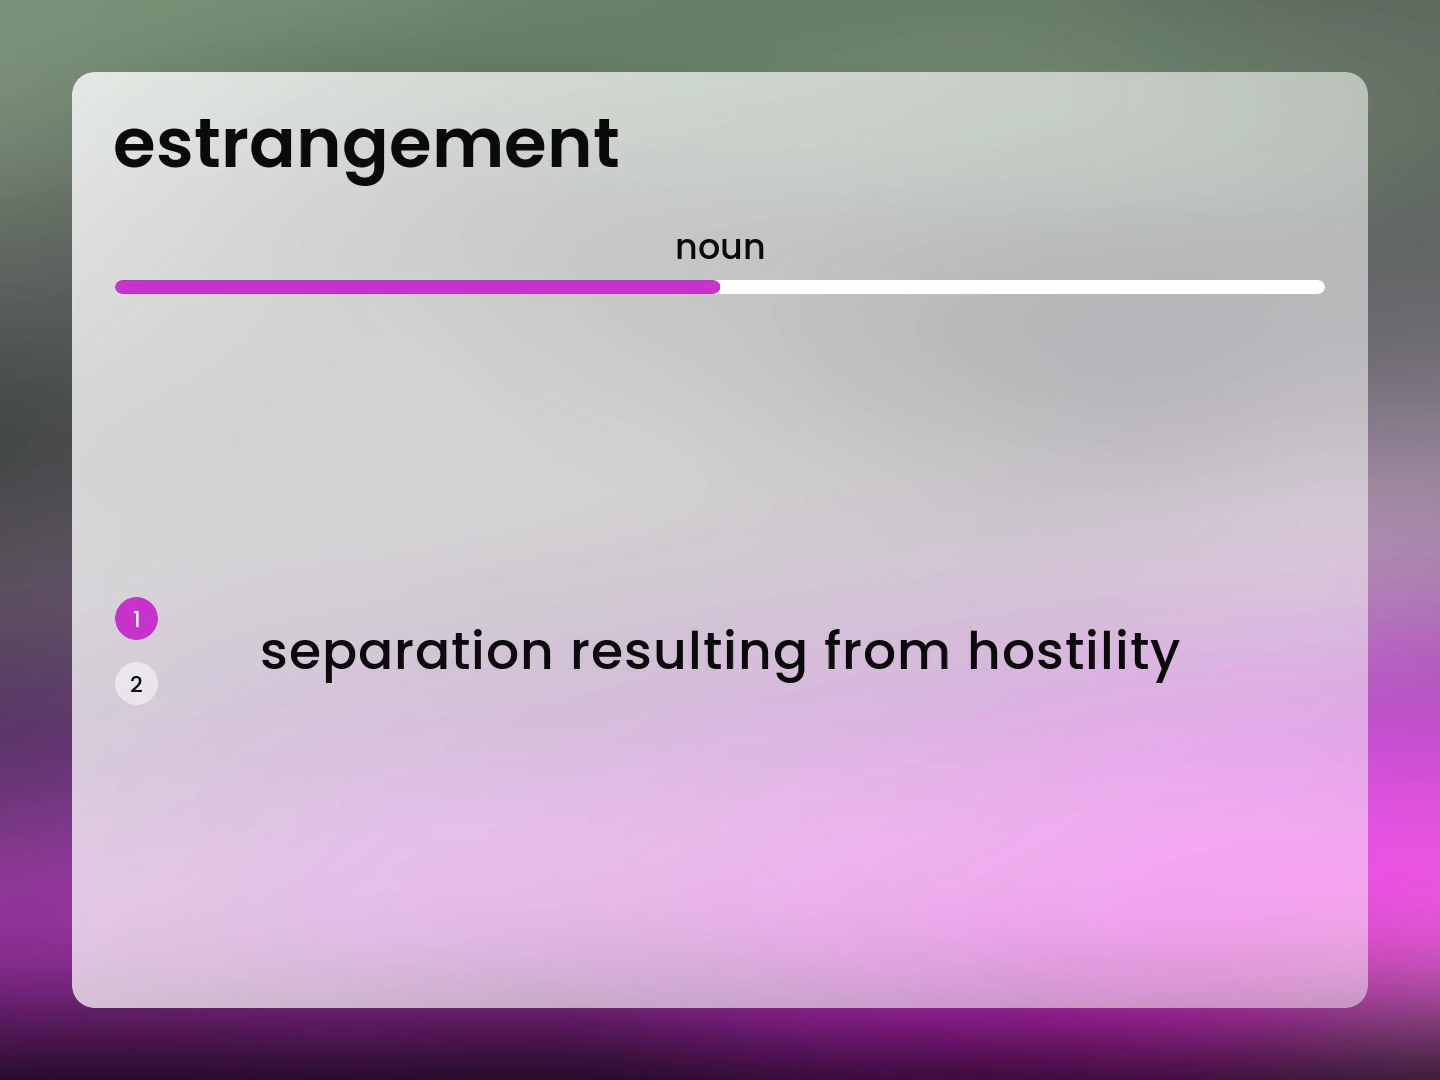 estrangement
noun
1
2
separation resulting from hostility